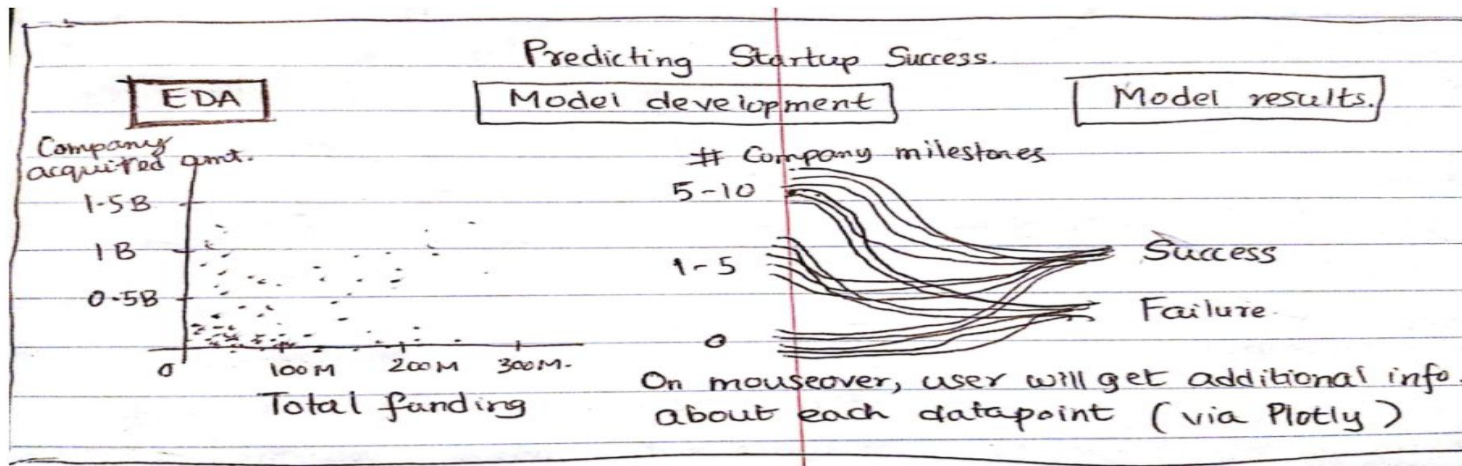 Predicting Startup Success.
EDA
Model development
Model results.
Company
acquired amt.
1.5B
1B
0.5B
0
100M
200M
300M.
Total funding
# Company milestones
5-10
1-5
0
Success
Failure.
On mouseover, user will get additional info.
about each datapoint (via Plotly)